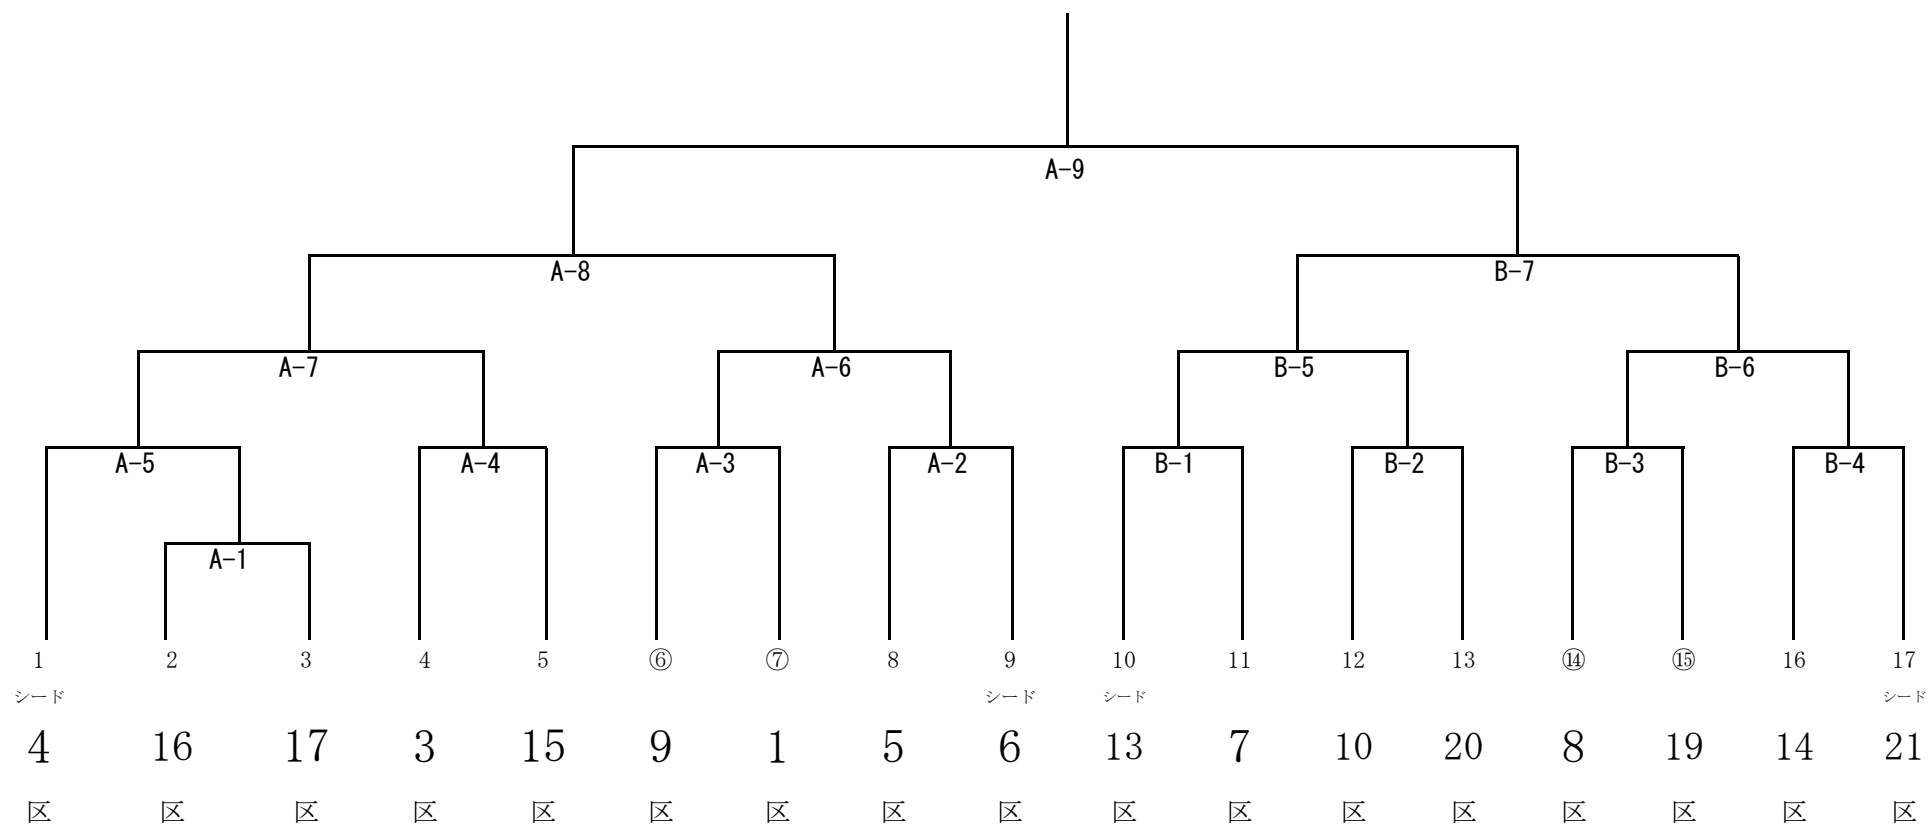 A-9
A-8 B-7
A-7 A-6 B-5 B-6
A-5 A-4 A-3 A-2 B-1 B-2 B-3 B-4
A-1
1 2 3 4 5 ⑥ ⑦ 8 9 10 11 12 13 ⑭ ⑮ 16 17
シード シード シード シード
4 16 17 3 15 9 1 5 6 13 7 10 20 8 19 14 21
区 区 区 区 区 区 区 区 区 区 区 区 区 区 区 区 区